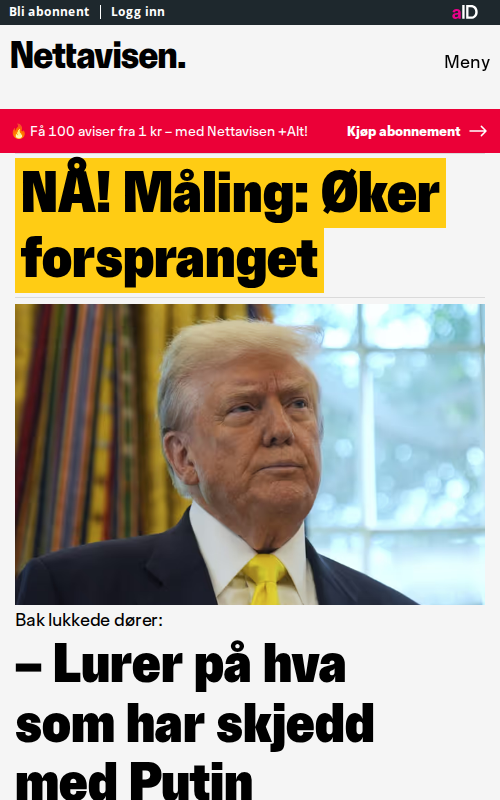 Bli abonnent | Logg inn
aID
Nettavisen.
Meny
🔥 Få 100 aviser fra 1 kr – med Nettavisen +Alt!
Kjøp abonnement →
NÅ! Måling: Øker
forspranget
Bak lukkede dører:
– Lurer på hva
som har skjedd
med Putin